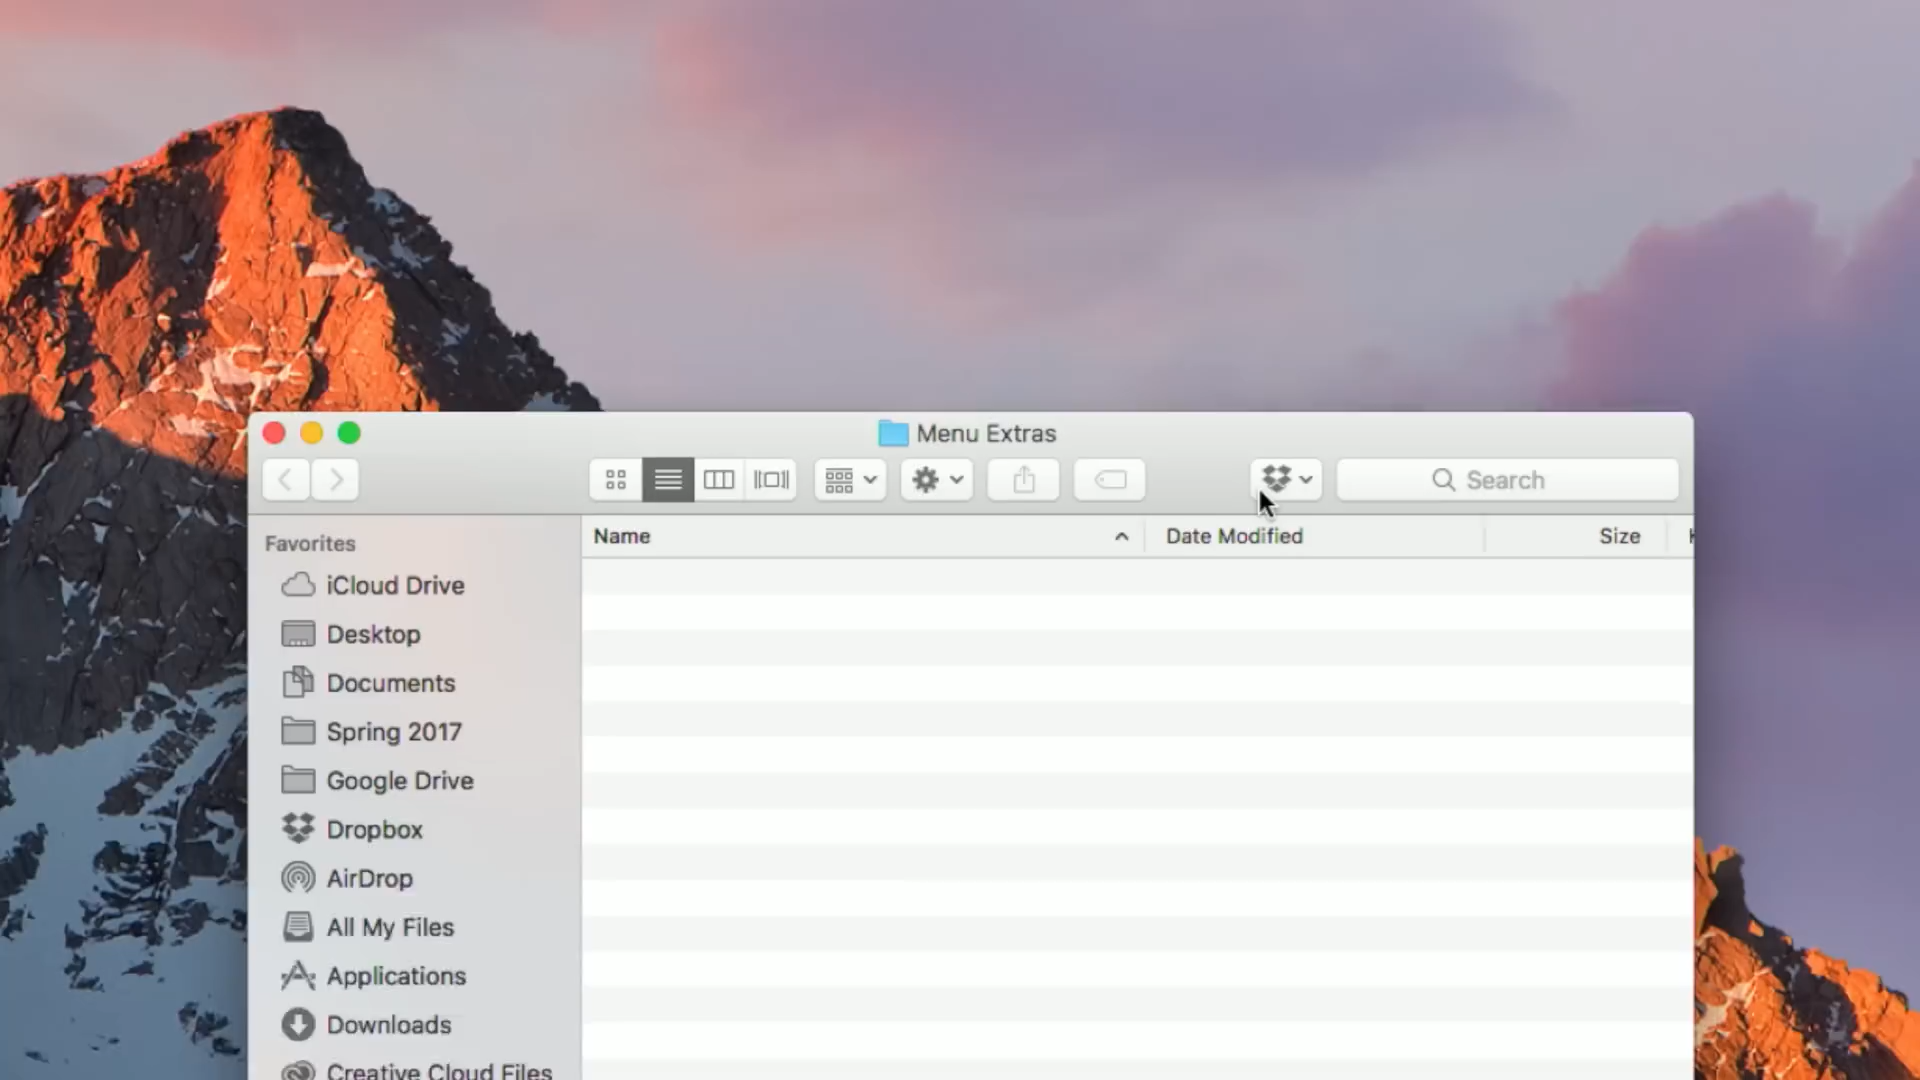 Menu Extras
Search
Favorites
Name
Date Modified
Size
iCloud Drive
Desktop
Documents
Spring 2017
Google Drive
Dropbox
AirDrop
All My Files
Applications
Downloads
Creative Cloud Files